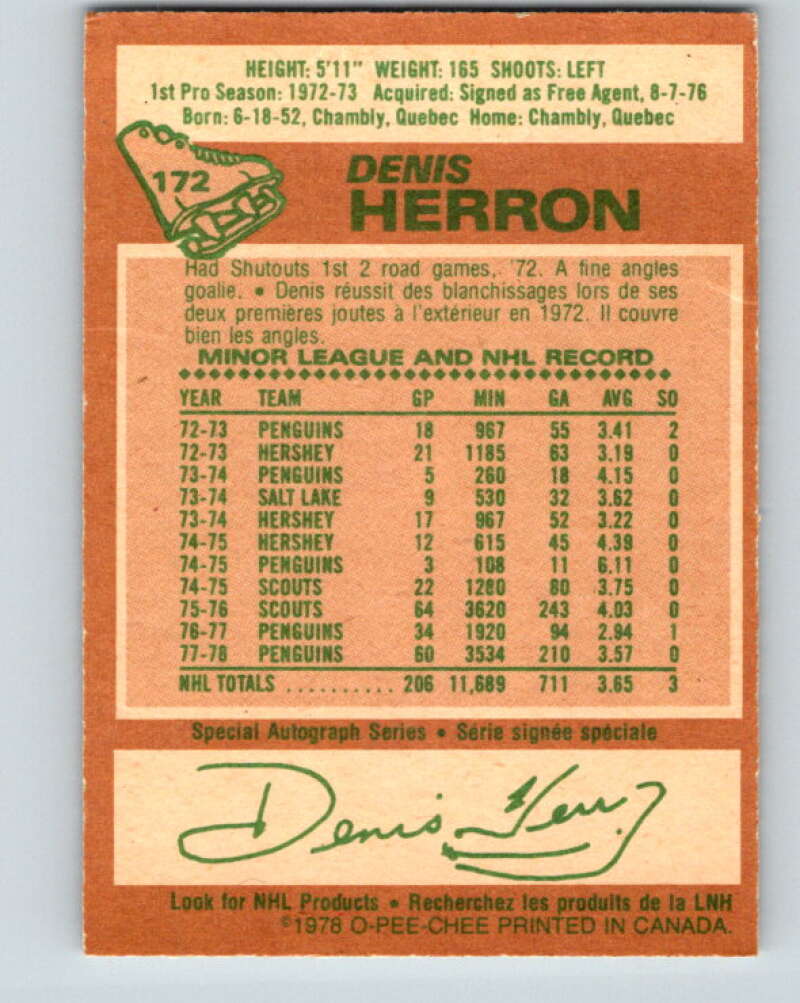 HEIGHT: 5'11" WEIGHT: 165 SHOOTS: LEFT
1st Pro Season: 1972-73 Acquired: Signed as Free Agent, 8-7-76
Born: 6-18-52, Chambly, Quebec Home: Chambly, Quebec
172
DENIS
HERRON
Had Shutouts 1st 2 road games, '72. A fine angles
goalie. • Denis réussit des blanchissages lors de ses
deux premières joutes à l'extérieur en 1972. Il couvre
bien les angles.
MINOR LEAGUE AND NHL RECORD
YEAR TEAM GP MIN GA AVG SO
72-73 PENGUINS 18 967 55 3.41 2
72-73 HERSHEY 21 1185 63 3.19 0
73-74 PENGUINS 5 260 18 4.15 0
73-74 SALT LAKE 9 530 32 3.62 0
73-74 HERSHEY 17 967 52 3.22 0
74-75 HERSHEY 12 615 45 4.39 0
74-75 PENGUINS 3 108 11 6.11 0
74-75 SCOUTS 22 1280 80 3.75 0
75-76 SCOUTS 64 3620 243 4.03 0
76-77 PENGUINS 34 1920 94 2.94 1
77-78 PENGUINS 60 3534 210 3.57 0
NHL TOTALS .......... 206 11,689 711 3.65 3
Special Autograph Series • Série signée spéciale
Denis Herron
Look for NHL Products • Recherchez les produits de la LNH
©1978 O-PEE-CHEE PRINTED IN CANADA.